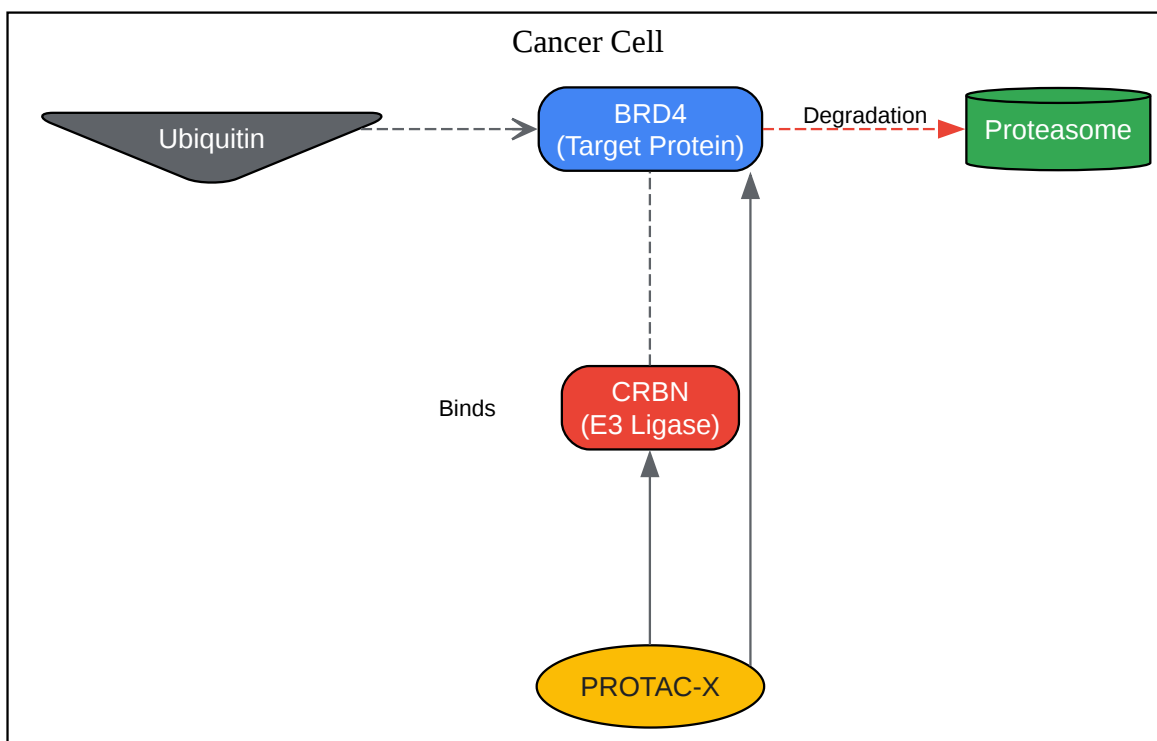 Cancer Cell
Ubiquitin
BRD4
(Target Protein)
Degradation
Proteasome
Binds
CRBN
(E3 Ligase)
PROTAC-X